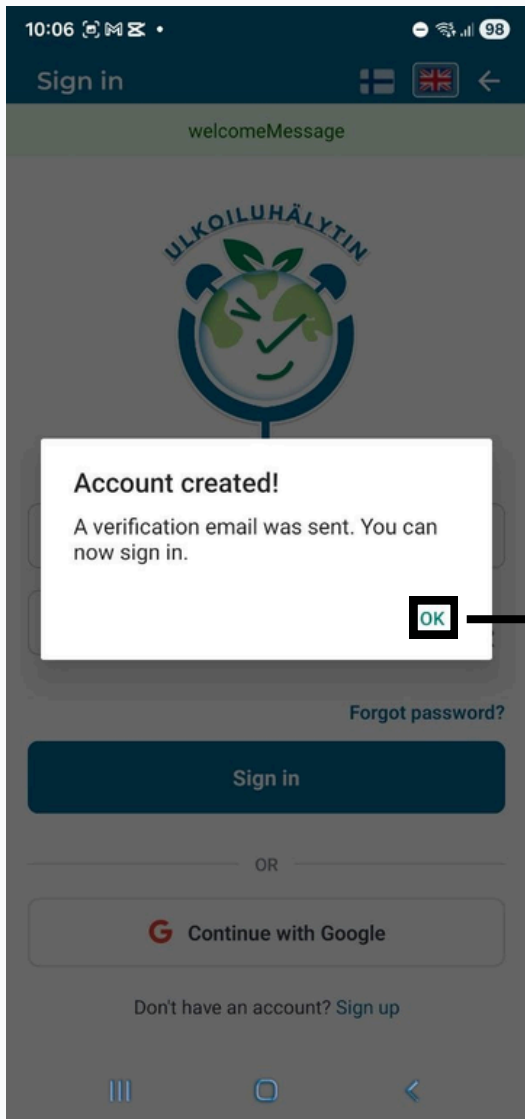 10:06
98
Sign in
welcomeMessage
ULKOILUHÄLYTIN
Account created!
A verification email was sent. You can
now sign in.
OK
Forgot password?
Sign in
OR
G Continue with Google
Don't have an account? Sign up